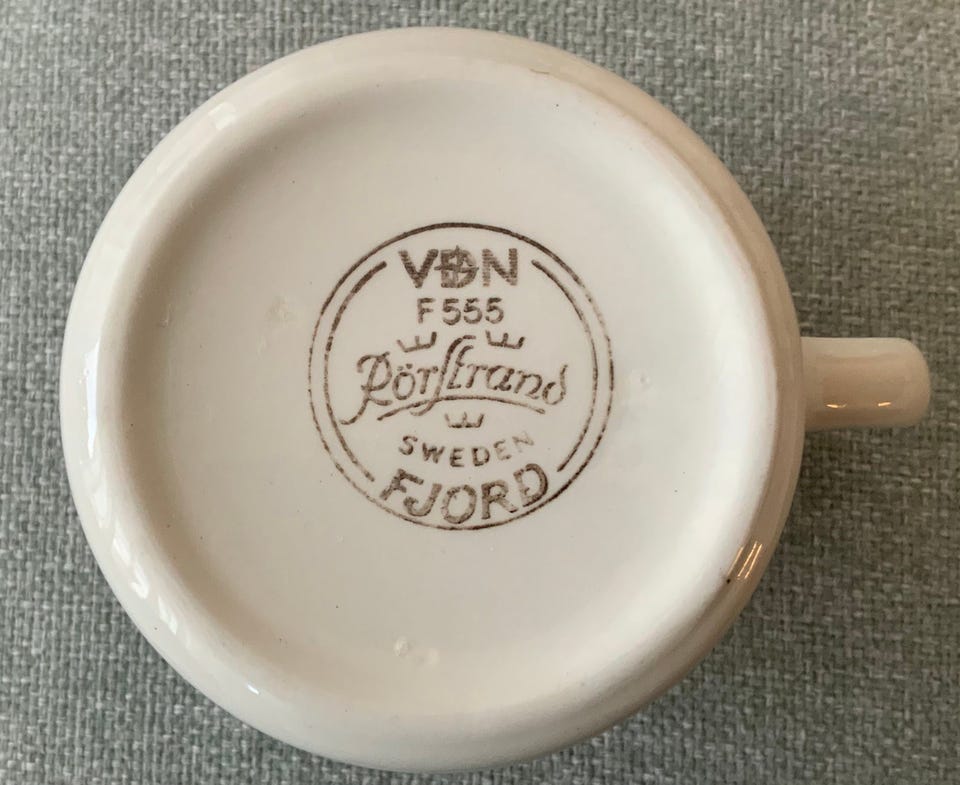 VDN
F555
Rörstrand
SWEDEN
FJORD